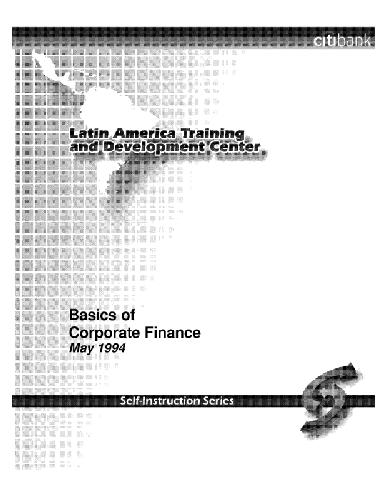 citibank
Latin America Training
and Development Center
Basics of
Corporate Finance
May 1994
Self-Instruction Series